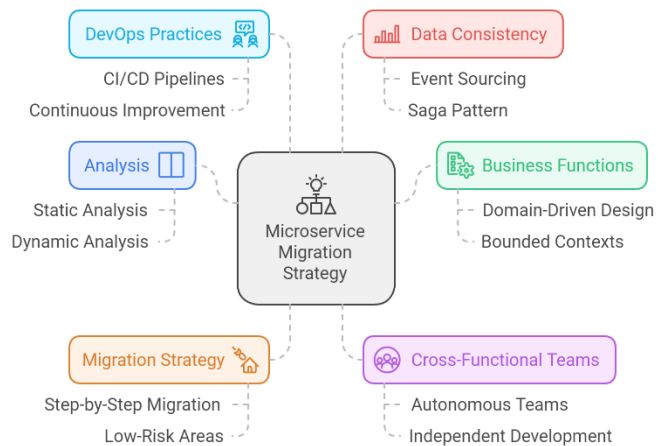 DevOps Practices
CI/CD Pipelines
Continuous Improvement
Data Consistency
Event Sourcing
Saga Pattern
Analysis
Static Analysis
Dynamic Analysis
Microservice
Migration
Strategy
Business Functions
Domain-Driven Design
Bounded Contexts
Migration Strategy
Step-by-Step Migration
Low-Risk Areas
Cross-Functional Teams
Autonomous Teams
Independent Development